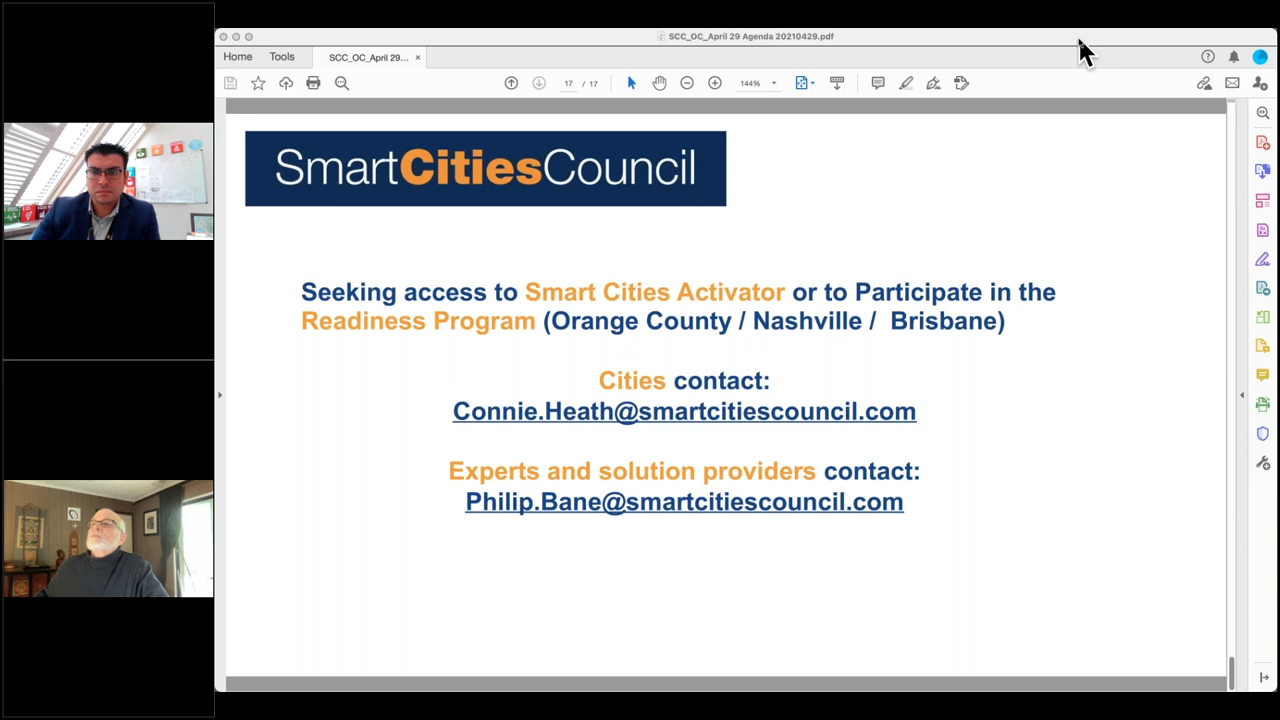 SCC_OC_April 29 Agenda 20210429.pdf
Home Tools SCC_OC_April 29... ×
17 / 17 144%
SmartCitiesCouncil
Seeking access to Smart Cities Activator or to Participate in the
Readiness Program (Orange County / Nashville / Brisbane)
Cities contact:
Connie.Heath@smartcitiescouncil.com
Experts and solution providers contact:
Philip.Bane@smartcitiescouncil.com